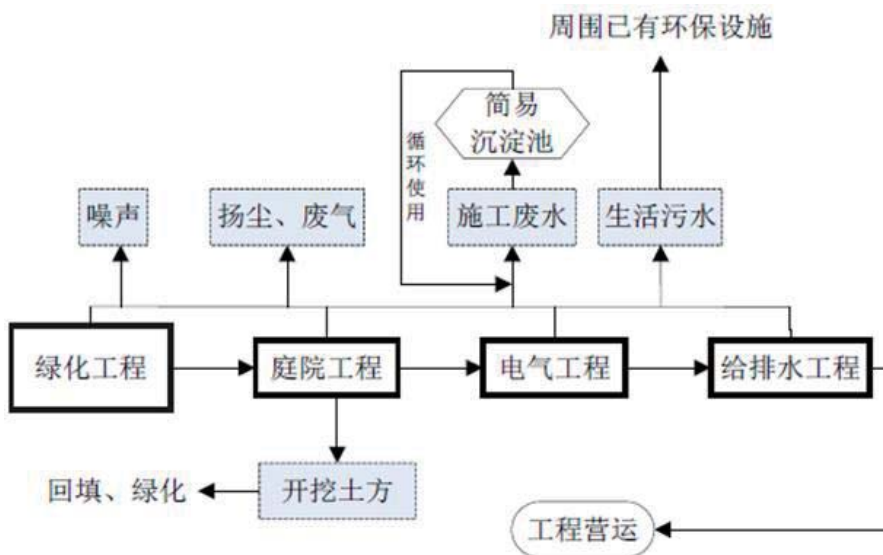 周围已有环保设施
简易
沉淀池
循环使用
噪声
扬尘、废气
施工废水
生活污水
绿化工程
庭院工程
电气工程
给排水工程
回填、绿化
开挖土方
工程营运